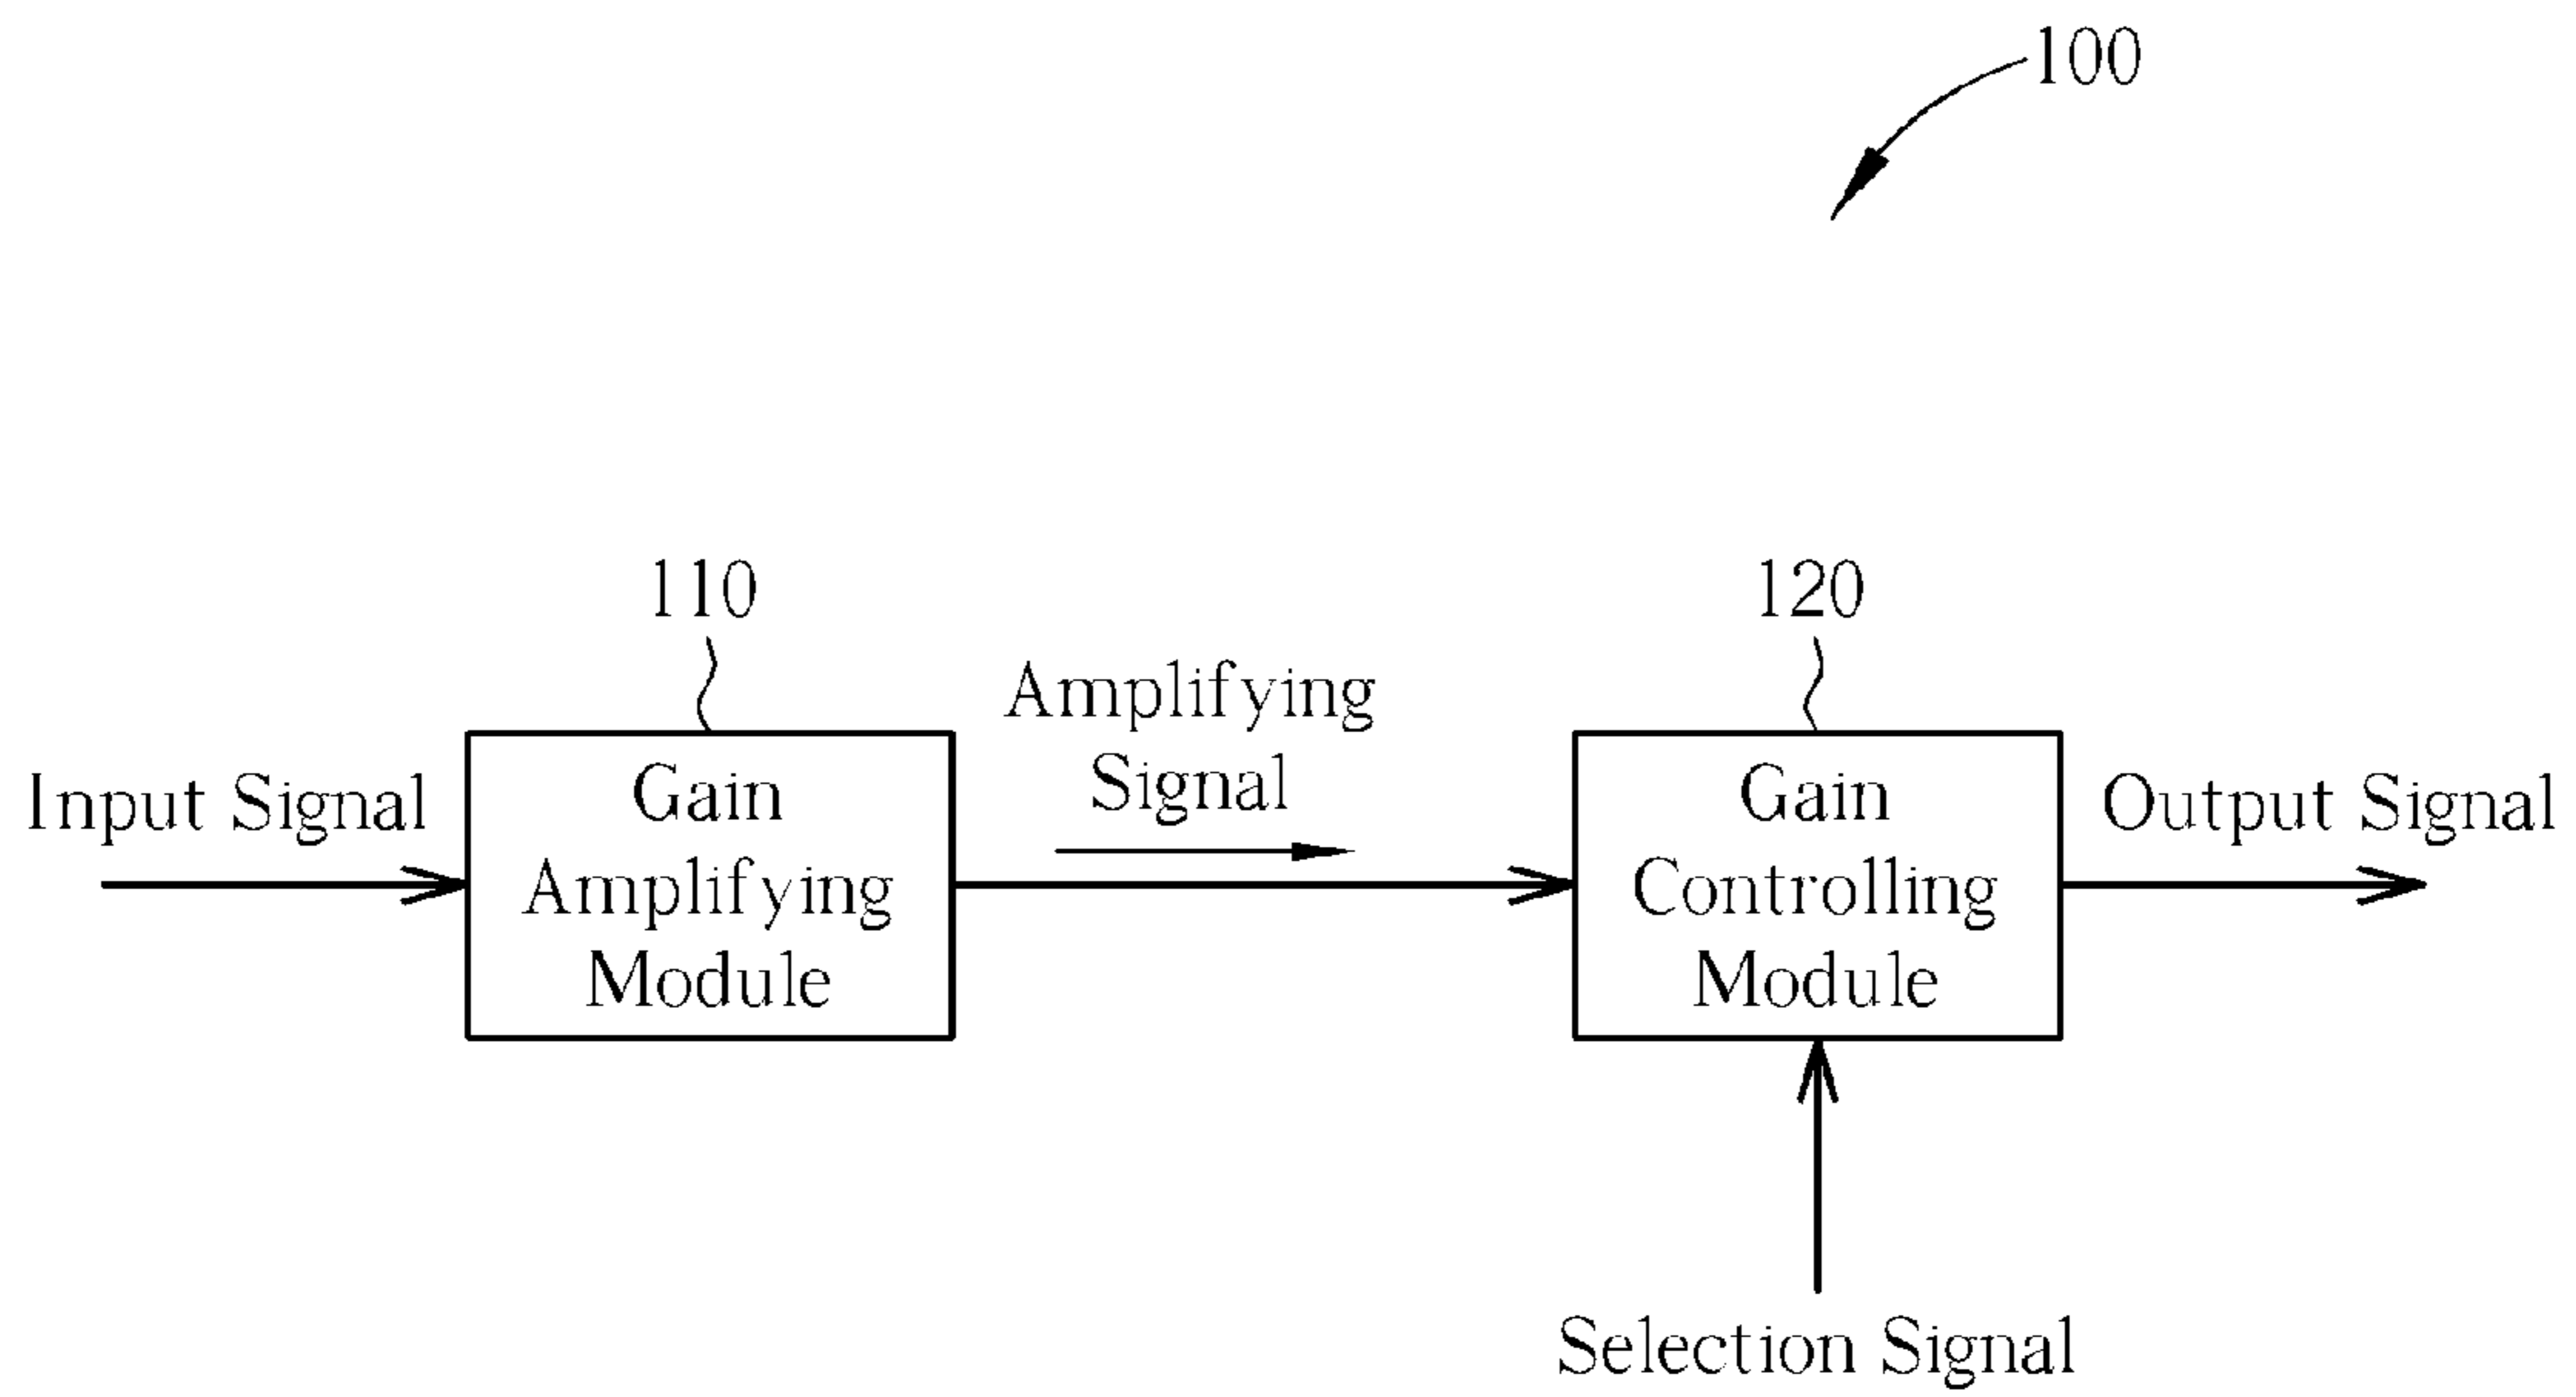 100
110
120
Amplifying
Signal
Input Signal
Gain
Amplifying
Module
Gain
Controlling
Module
Output Signal
Selection Signal